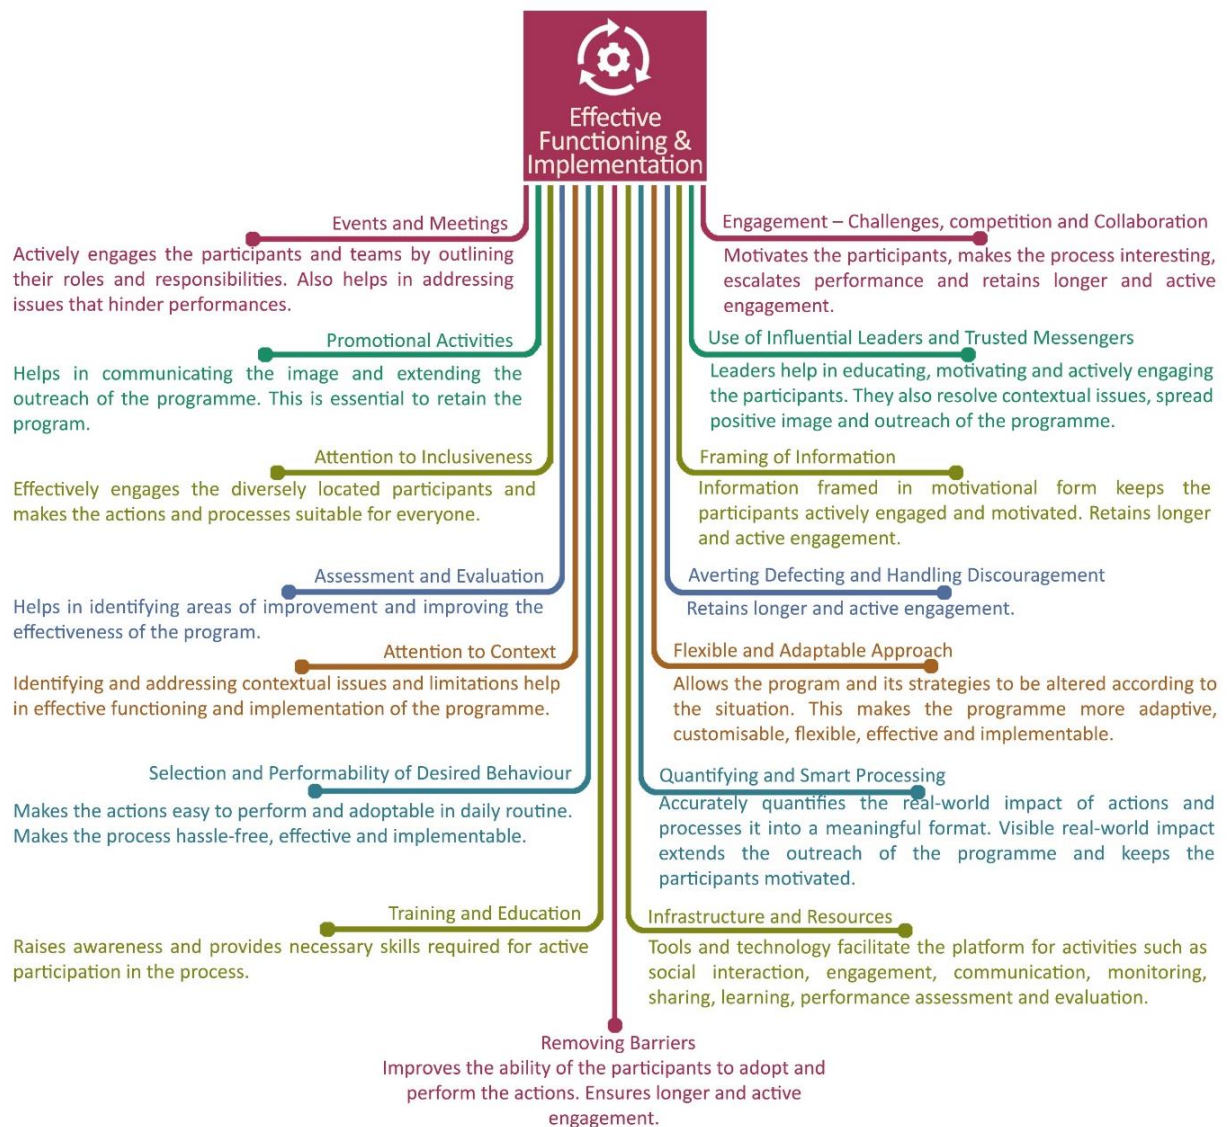 Effective
Functioning &
Implementation
Events and Meetings
Actively engages the participants and teams by outlining
their roles and responsibilities. Also helps in addressing
issues that hinder performances.
Promotional Activities
Helps in communicating the image and extending the
outreach of the programme. This is essential to retain the
program.
Attention to Inclusiveness
Effectively engages the diversely located participants and
makes the actions and processes suitable for everyone.
Assessment and Evaluation
Helps in identifying areas of improvement and improving the
effectiveness of the program.
Attention to Context
Identifying and addressing contextual issues and limitations help
in effective functioning and implementation of the programme.
Selection and Performability of Desired Behaviour
Makes the actions easy to perform and adoptable in daily routine.
Makes the process hassle-free, effective and implementable.
Training and Education
Raises awareness and provides necessary skills required for active
participation in the process.
Engagement – Challenges, competition and Collaboration
Motivates the participants, makes the process interesting,
escalates performance and retains longer and active
engagement.
Use of Influential Leaders and Trusted Messengers
Leaders help in educating, motivating and actively engaging
the participants. They also resolve contextual issues, spread
positive image and outreach of the programme.
Framing of Information
Information framed in motivational form keeps the
participants actively engaged and motivated. Retains longer
and active engagement.
Averting Defecting and Handling Discouragement
Retains longer and active engagement.
Flexible and Adaptable Approach
Allows the program and its strategies to be altered according to
the situation. This makes the programme more adaptive,
customisable, flexible, effective and implementable.
Quantifying and Smart Processing
Accurately quantifies the real-world impact of actions and
processes it into a meaningful format. Visible real-world impact
extends the outreach of the programme and keeps the
participants motivated.
Infrastructure and Resources
Tools and technology facilitate the platform for activities such as
social interaction, engagement, communication, monitoring,
sharing, learning, performance assessment and evaluation.
Removing Barriers
Improves the ability of the participants to adopt and
perform the actions. Ensures longer and active
engagement.